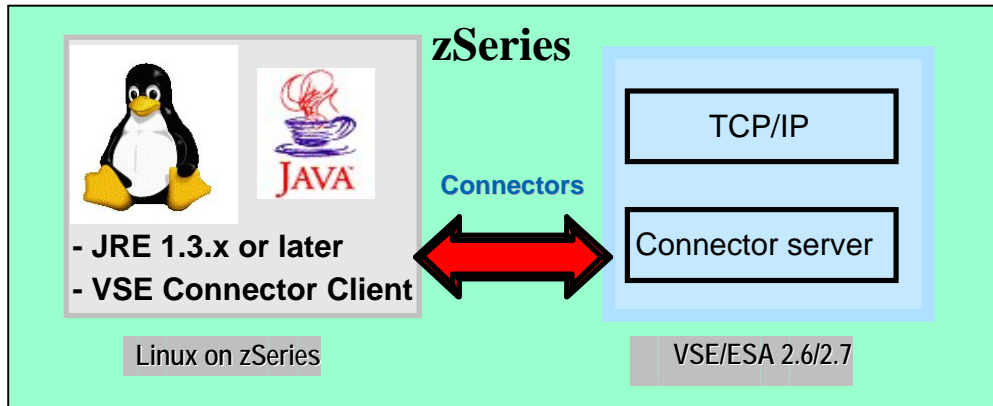 zSeries
JAVA™
- JRE 1.3.x or later
- VSE Connector Client
Linux on zSeries
Connectors
TCP/IP
Connector server
VSE/ESA 2.6/2.7